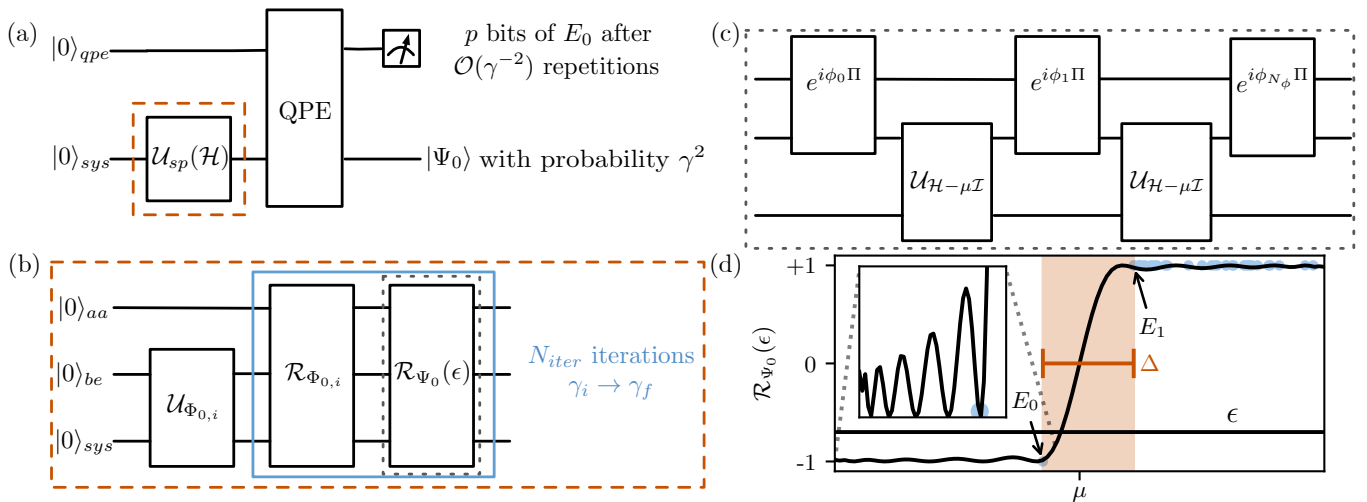 (a)
|0⟩_qpe
QPE
p bits of E_0 after
𝒪(γ^{-2}) repetitions
|0⟩_sys
𝒰_sp(ℋ)
|Ψ_0⟩ with probability γ^2
(b)
|0⟩_aa
|0⟩_be
|0⟩_sys
𝒰_{Φ_{0,i}}
ℛ_{Φ_{0,i}}
ℛ_{Ψ_0}(ϵ)
N_iter iterations
γ_i → γ_f
(c)
e^{iϕ_0Π}
e^{iϕ_1Π}
e^{iϕ_{N_ϕ}Π}
𝒰_{ℋ−μℐ}
𝒰_{ℋ−μℐ}
(d)
ℛ_{Ψ_0}(ϵ)
+1
0
-1
E_0
E_1
Δ
ϵ
μ